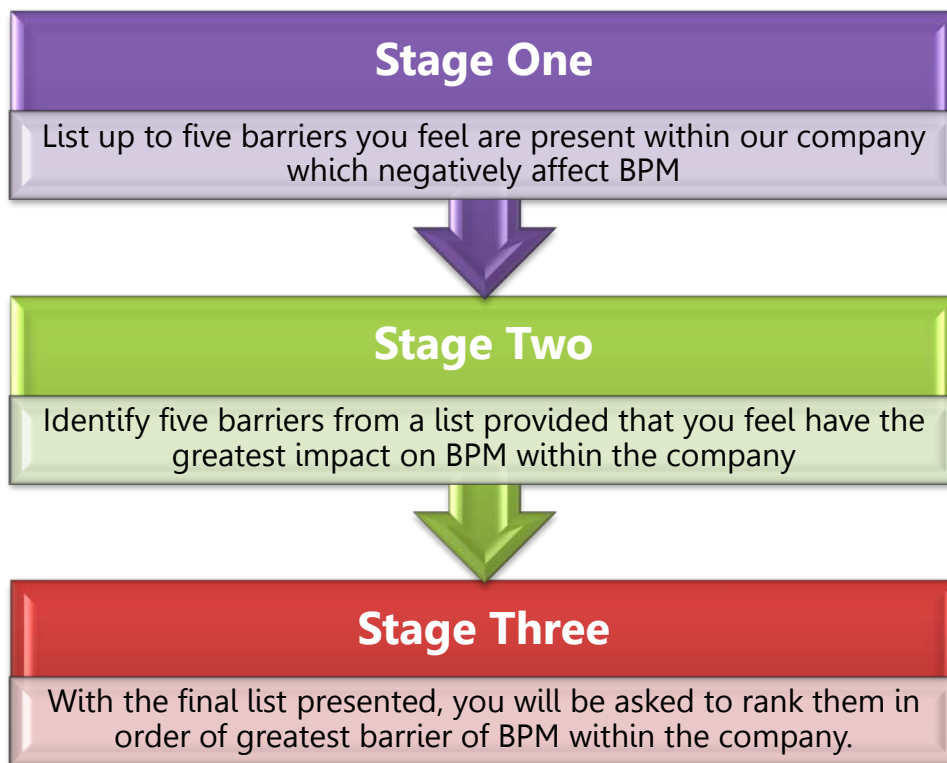 Stage One
List up to five barriers you feel are present within our company
which negatively affect BPM
Stage Two
Identify five barriers from a list provided that you feel have the
greatest impact on BPM within the company
Stage Three
With the final list presented, you will be asked to rank them in
order of greatest barrier of BPM within the company.